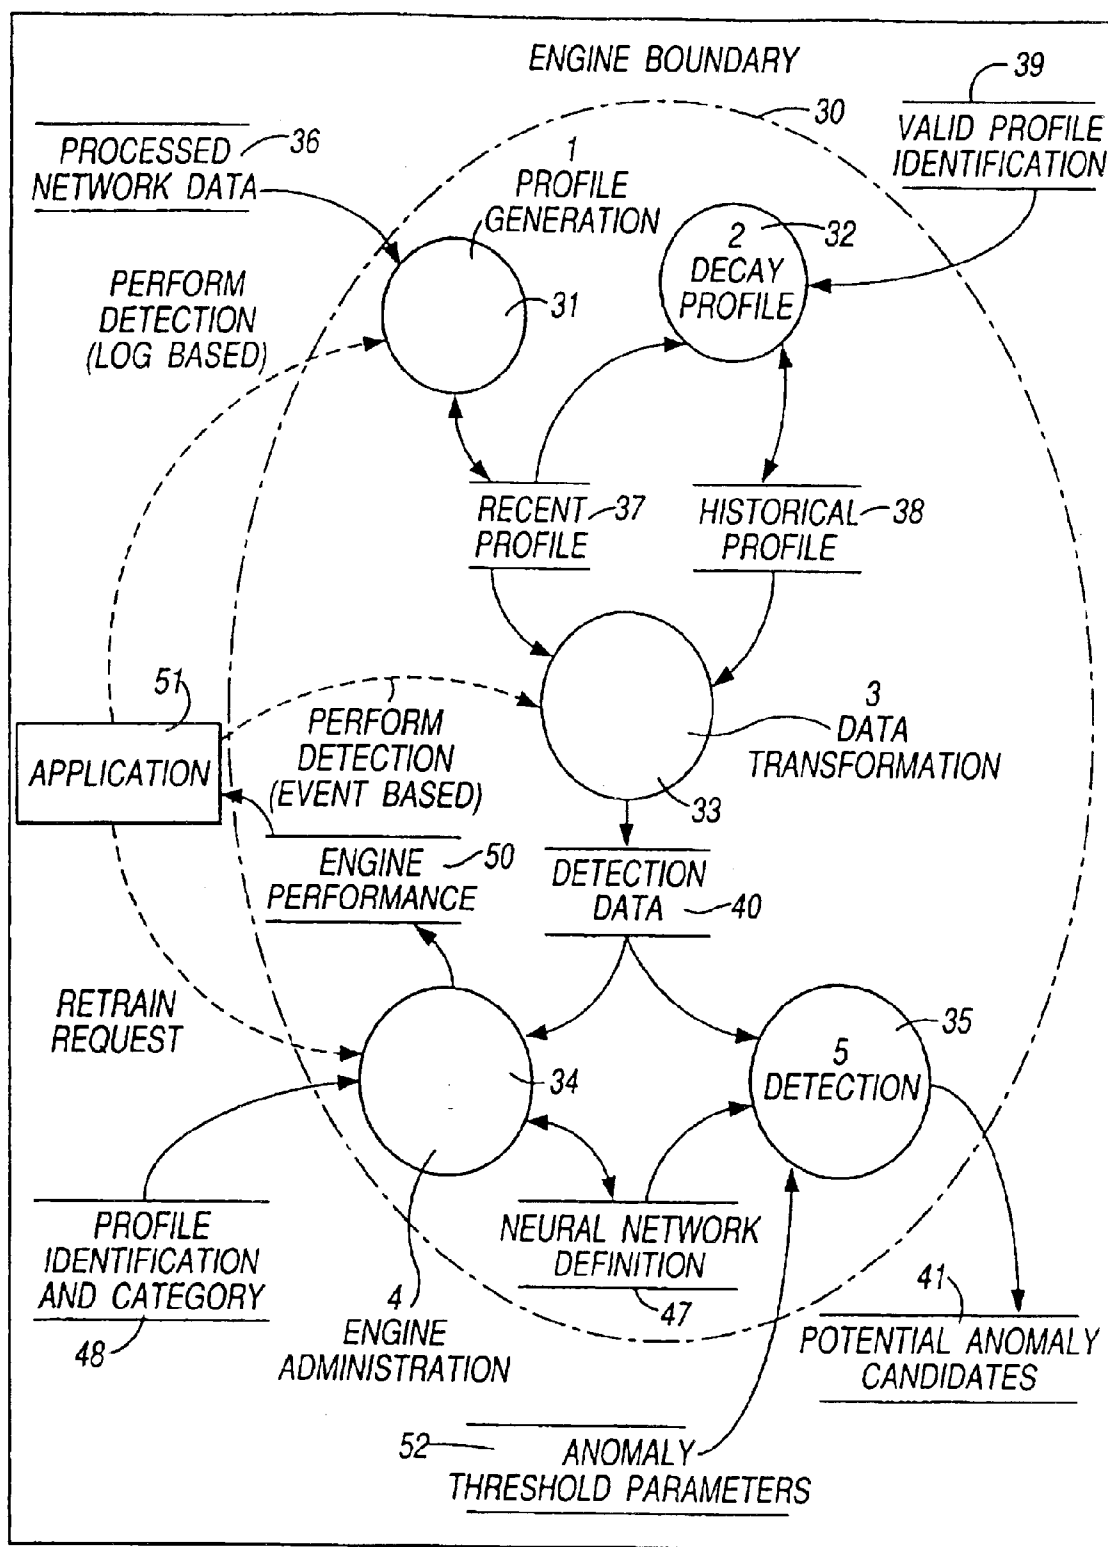 ENGINE BOUNDARY
30
39
VALID PROFILE
IDENTIFICATION
PROCESSED
NETWORK DATA
36
1
PROFILE
GENERATION
31
2
DECAY
PROFILE
32
PERFORM
DETECTION
(LOG BASED)
RECENT
PROFILE
37
HISTORICAL
PROFILE
38
51
APPLICATION
PERFORM
DETECTION
(EVENT BASED)
3
DATA
TRANSFORMATION
33
ENGINE
PERFORMANCE
50
DETECTION
DATA
40
RETRAIN
REQUEST
34
5
DETECTION
35
PROFILE
IDENTIFICATION
AND CATEGORY
48
4
ENGINE
ADMINISTRATION
NEURAL NETWORK
DEFINITION
47
41
POTENTIAL ANOMALY
CANDIDATES
52
ANOMALY
THRESHOLD PARAMETERS